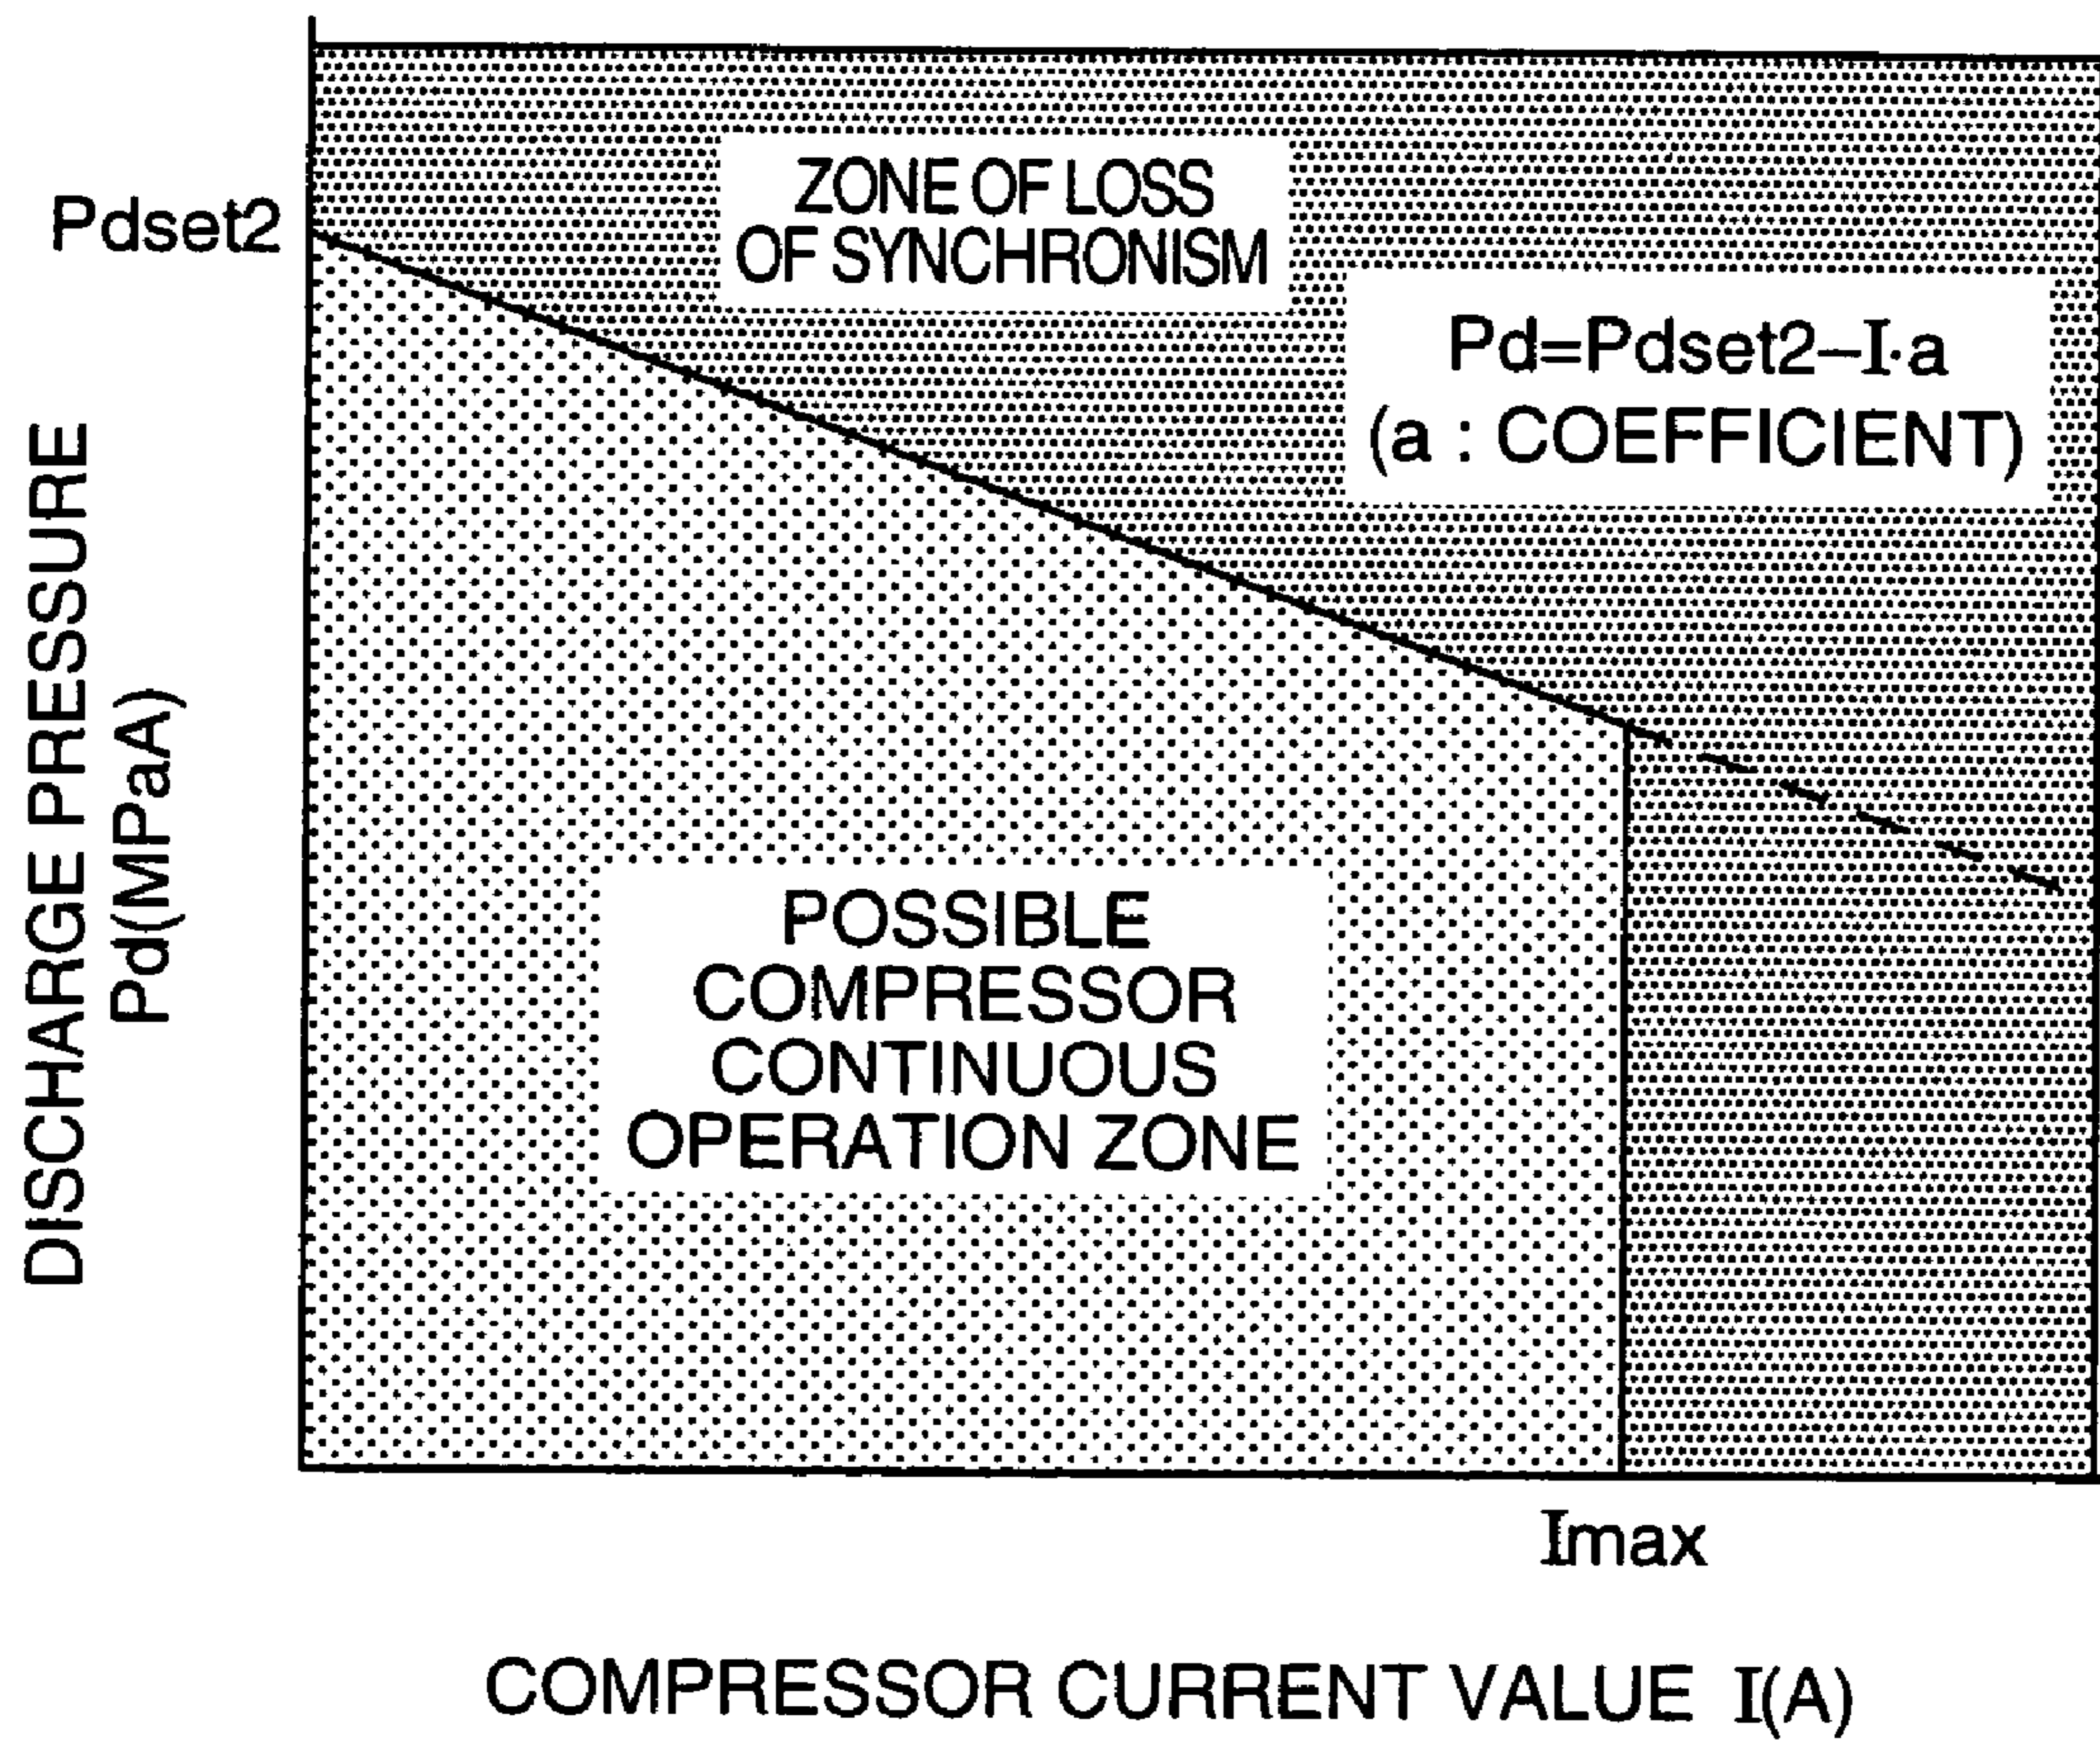 Pdset2
ZONE OF LOSS
OF SYNCHRONISM
Pd=Pdset2–I·a
(a : COEFFICIENT)
DISCHARGE PRESSURE
Pd(MPaA)
POSSIBLE
COMPRESSOR
CONTINUOUS
OPERATION ZONE
Imax
COMPRESSOR CURRENT VALUE I(A)